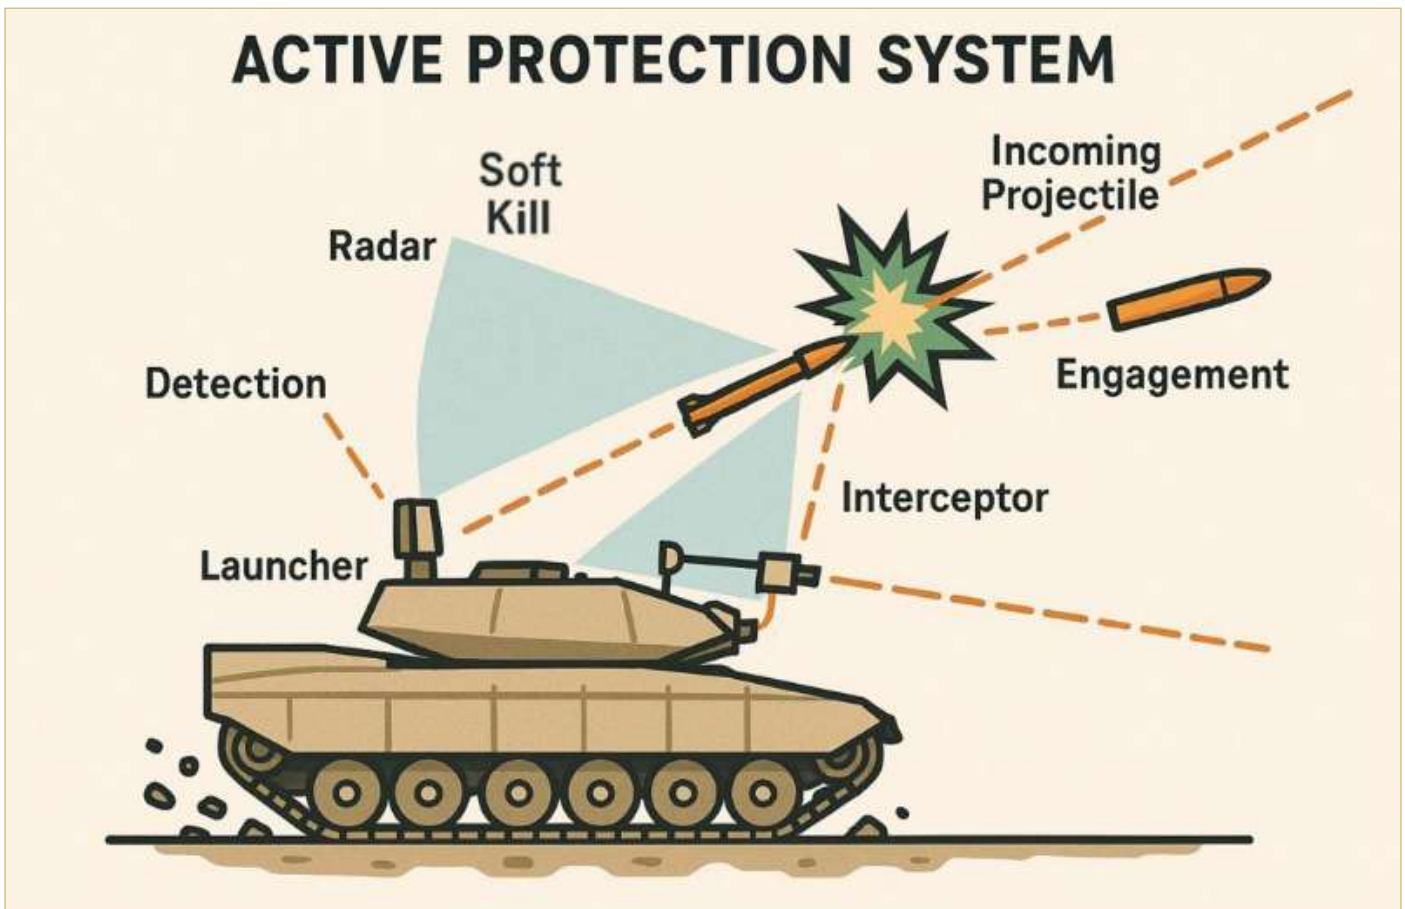 ACTIVE PROTECTION SYSTEM
Soft
Kill
Incoming
Projectile
Radar
Detection
Engagement
Interceptor
Launcher